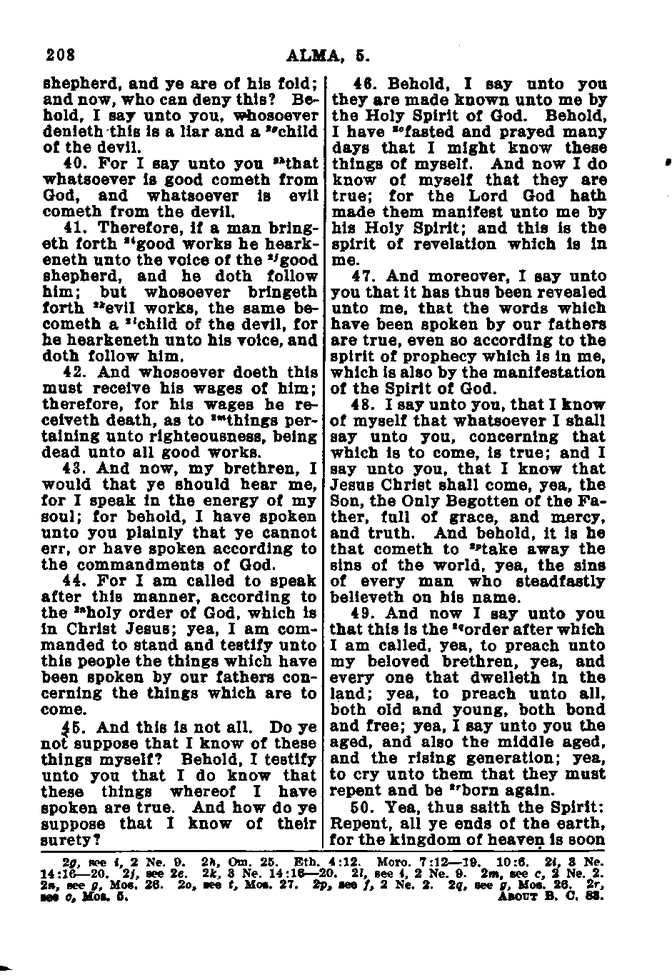 208
ALMA, 5.
shepherd, and ye are of his fold;
and now, who can deny this? Be-
hold, I say unto you, whosoever
denieth this is a liar and a 2gchild
of the devil.
40. For I say unto you 2hthat
whatsoever is good cometh from
God, and whatsoever is evil
cometh from the devil.
41. Therefore, if a man bring-
eth forth 2igood works he heark-
eneth unto the voice of the 2jgood
shepherd, and he doth follow
him; but whosoever bringeth
forth 2kevil works, the same be-
cometh a 2lchild of the devil, for
he hearkeneth unto his voice, and
doth follow him.
42. And whosoever doeth this
must receive his wages of him;
therefore, for his wages he re-
ceiveth death, as to 2mthings per-
taining unto righteousness, being
dead unto all good works.
43. And now, my brethren, I
would that ye should hear me,
for I speak in the energy of my
soul; for behold, I have spoken
unto you plainly that ye cannot
err, or have spoken according to
the commandments of God.
44. For I am called to speak
after this manner, according to
the 2nholy order of God, which is
in Christ Jesus; yea, I am com-
manded to stand and testify unto
this people the things which have
been spoken by our fathers con-
cerning the things which are to
come.
45. And this is not all. Do ye
not suppose that I know of these
things myself? Behold, I testify
unto you that I do know that
these things whereof I have
spoken are true. And how do ye
suppose that I know of their
surety?
46. Behold, I say unto you
they are made known unto me by
the Holy Spirit of God. Behold,
I have 2ofasted and prayed many
days that I might know these
things of myself. And now I do
know of myself that they are
true; for the Lord God hath
made them manifest unto me by
his Holy Spirit; and this is the
spirit of revelation which is in
me.
47. And moreover, I say unto
you that it has thus been revealed
unto me, that the words which
have been spoken by our fathers
are true, even so according to the
spirit of prophecy which is in me,
which is also by the manifestation
of the Spirit of God.
48. I say unto you, that I know
of myself that whatsoever I shall
say unto you, concerning that
which is to come, is true; and I
say unto you, that I know that
Jesus Christ shall come, yea, the
Son, the Only Begotten of the Fa-
ther, full of grace, and mercy,
and truth. And behold, it is he
that cometh to 2ptake away the
sins of the world, yea, the sins
of every man who steadfastly
believeth on his name.
49. And now I say unto you
that this is the 2qorder after which
I am called, yea, to preach unto
my beloved brethren, yea, and
every one that dwelleth in the
land; yea, to preach unto all,
both old and young, both bond
and free; yea, I say unto you the
aged, and also the middle aged,
and the rising generation; yea,
to cry unto them that they must
repent and be 2rborn again.
50. Yea, thus saith the Spirit:
Repent, all ye ends of the earth,
for the kingdom of heaven is soon
2g, see i, 2 Ne. 9. 2h, Om. 25. Eth. 4:12. Moro. 7:12—19. 10:6. 2i, 3 Ne.
14:16—20. 2j, see 2e. 2k, 3 Ne. 14:16—20. 2l, see i, 2 Ne. 9. 2m, see c, 2 Ne. 2.
2n, see g, Mos. 26. 2o, see t, Mos. 27. 2p, see f, 2 Ne. 2. 2q, see g, Mos. 26. 2r,
see o, Mos. 5.
ABOUT B. C. 83.